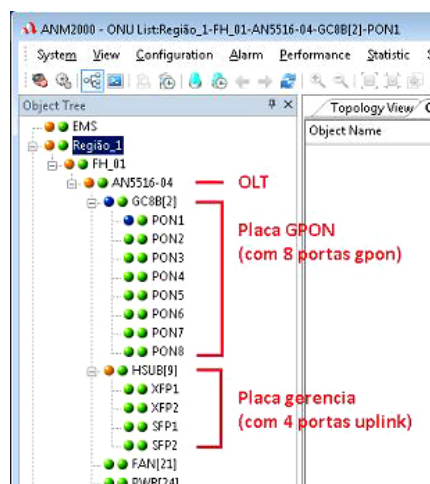 ANM2000 - ONU List:Região_1-FH_01-AN5516-04-GC8B[2]-PON1
System View Configuration Alarm Performance Statistic S
Object Tree
Topology View
Object Name
EMS
Região_1
FH_01
AN5516-04
OLT
GC8B[2]
PON1
Placa GPON
PON2
(com 8 portas gpon)
PON3
PON4
PON5
PON6
PON7
PON8
HSUB[9]
XFP1
Placa gerencia
XFP2
(com 4 portas uplink)
SFP1
SFP2
FAN[21]
PWR[24]